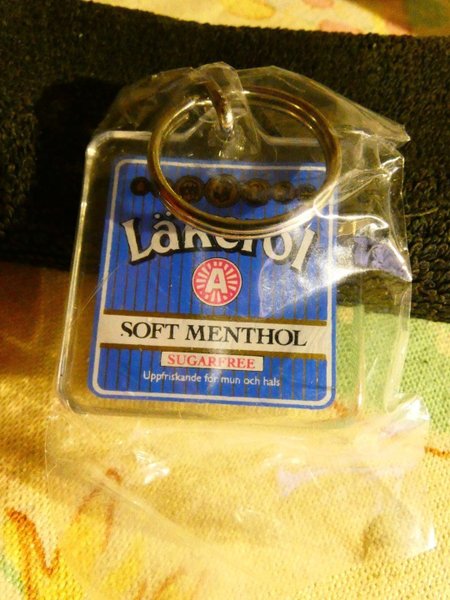 Läkerol
A
SOFT MENTHOL
SUGARFREE
Uppfriskande för mun och hals